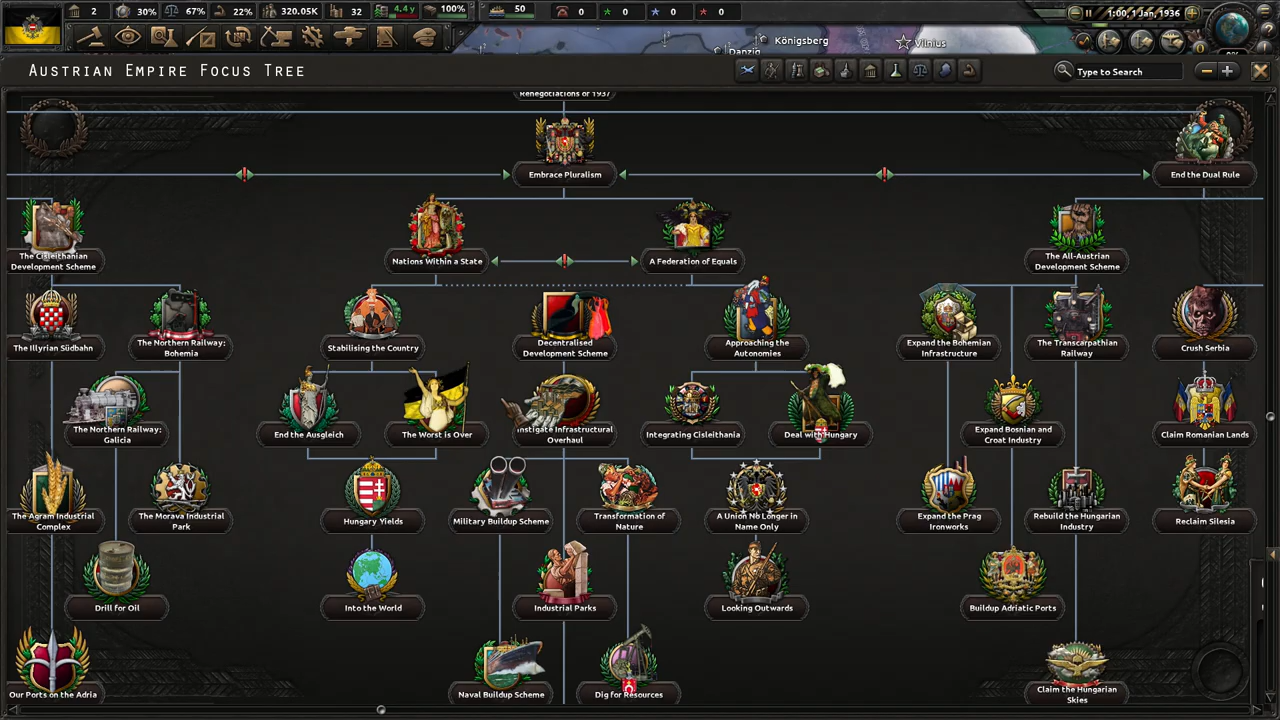 2
30%
67%
22%
320.05K
32
4.4 y
100%
50
0
0
0
0
1:00, 1 Jan, 1936
Königsberg
Danzig
Vilnius
Austrian Empire Focus Tree
Type to Search
Renegotiations of 1937
Embrace Pluralism
End the Dual Rule
The Cisleithanian
Development Scheme
Nations Within a State
A Federation of Equals
The All-Austrian
Development Scheme
The Illyrian Südbahn
The Northern Railway:
Bohemia
Stabilising the Country
Decentralised
Development Scheme
Approaching the
Autonomies
Expand the Bohemian
Infrastructure
The Transcarpathian
Railway
Crush Serbia
The Northern Railway:
Galicia
End the Ausgleich
The Worst is Over
Instigate Infrastructural
Overhaul
Integrating Cisleithania
Deal with Hungary
Expand Bosnian and
Croat Industry
Claim Romanian Lands
The Agram Industrial
Complex
The Morava Industrial
Park
Hungary Yields
Military Buildup Scheme
Transformation of
Nature
A Union No Longer in
Name Only
Expand the Prag
Ironworks
Rebuild the Hungarian
Industry
Reclaim Silesia
Drill for Oil
Into the World
Industrial Parks
Looking Outwards
Buildup Adriatic Ports
Our Ports on the Adria
Naval Buildup Scheme
Dig for Resources
Claim the Hungarian
Skies